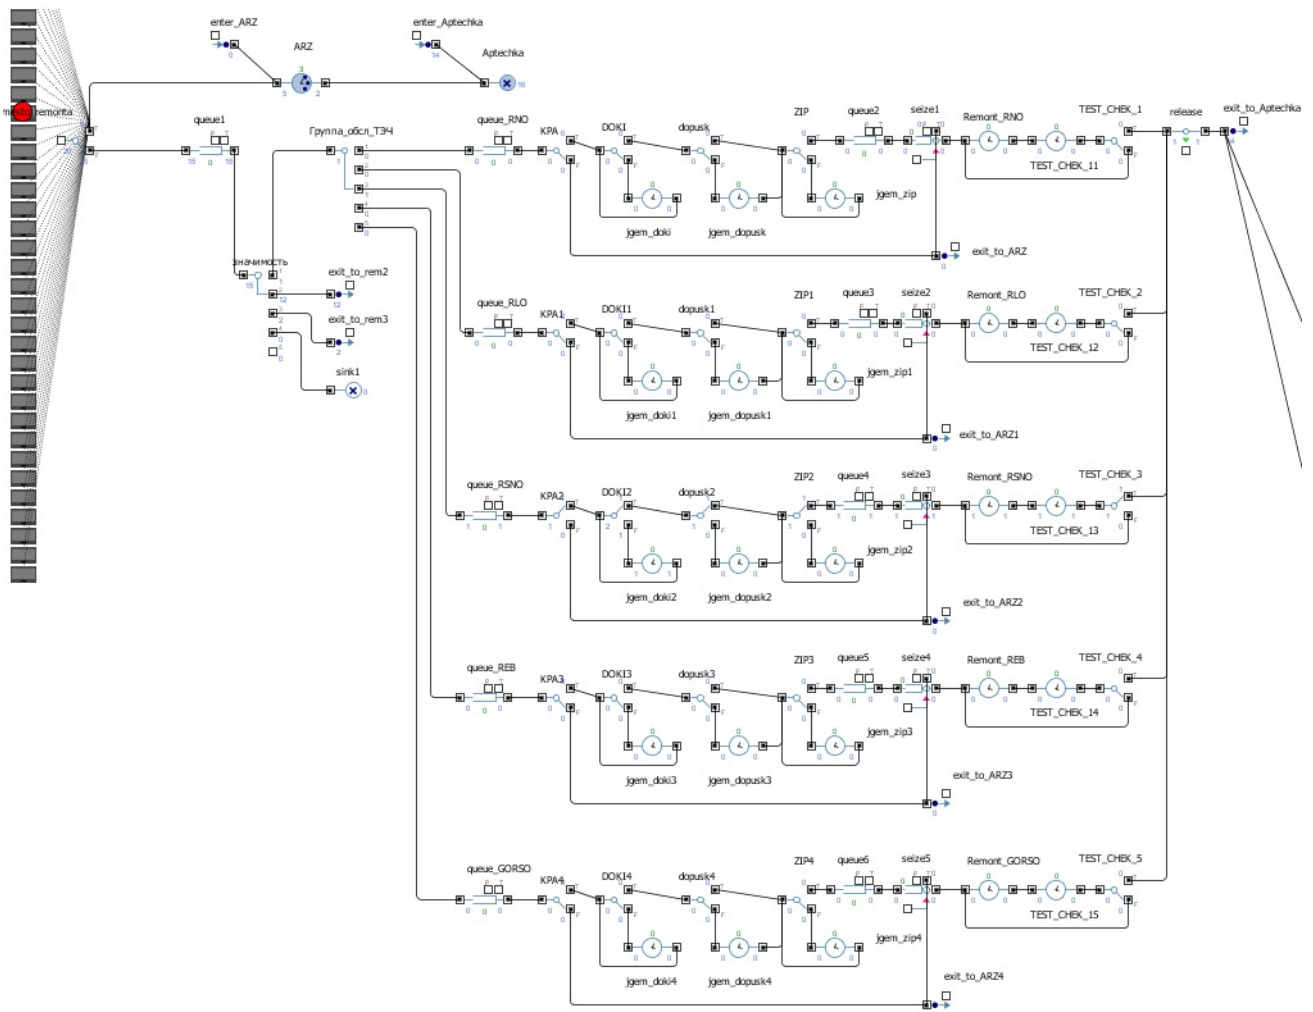 enter_ARZ
enter_Aptechka
ARZ
Aptechka
queue1
Группа_обсл_ТЭЧ
значимость
exit_to_rem2
exit_to_rem3
sink1
queue_RNO
KPA
DOKI
dopusk
ZIP
queue2
seize1
Remont_RNO
TEST_CHEK_1
release
exit_to_Aptechka
TEST_CHEK_11
jgem_zip
jgem_doki
jgem_dopusk
exit_to_ARZ
queue_RLO
KPA1
DOKI1
dopusk1
ZIP1
queue3
seize2
Remont_RLO
TEST_CHEK_2
TEST_CHEK_12
jgem_zip1
jgem_doki1
jgem_dopusk1
exit_to_ARZ1
queue_RSNO
KPA2
DOKI2
dopusk2
ZIP2
queue4
seize3
Remont_RSNO
TEST_CHEK_3
TEST_CHEK_13
jgem_zip2
jgem_doki2
jgem_dopusk2
exit_to_ARZ2
queue_REB
KPA3
DOKI3
dopusk3
ZIP3
queue5
seize4
Remont_REB
TEST_CHEK_4
TEST_CHEK_14
jgem_zip3
jgem_doki3
jgem_dopusk3
exit_to_ARZ3
queue_GORSO
KPA4
DOKI4
dopusk4
ZIP4
queue6
seize5
Remont_GORSO
TEST_CHEK_5
TEST_CHEK_15
jgem_zip4
jgem_doki4
jgem_dopusk4
exit_to_ARZ4